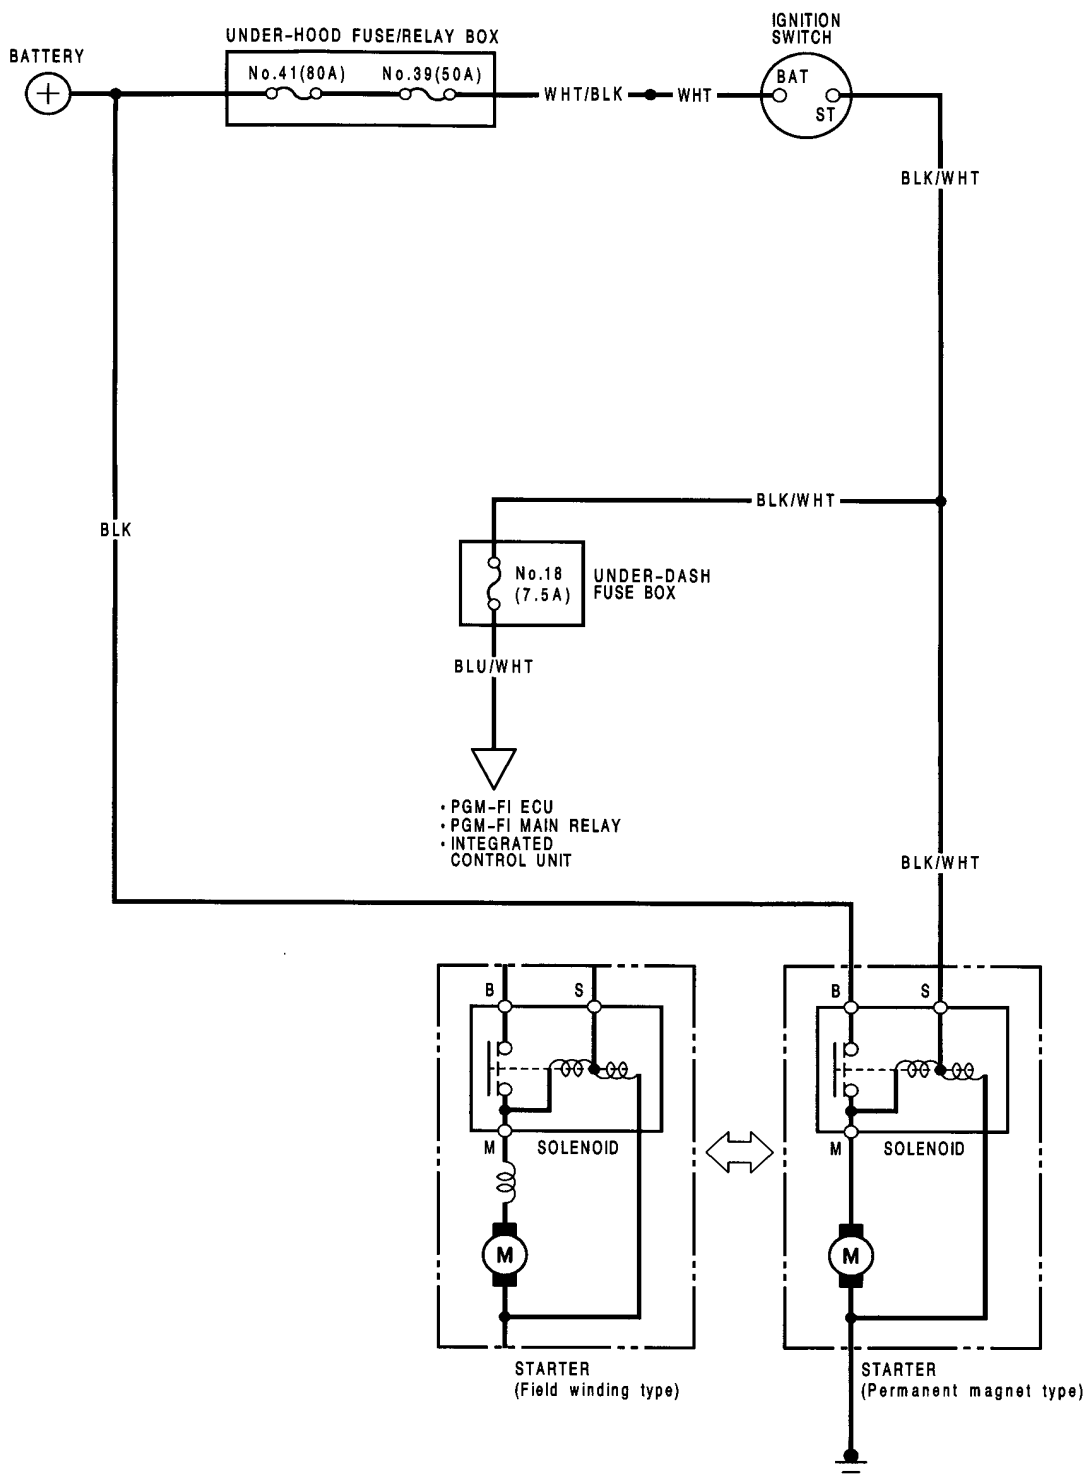 IGNITION
SWITCH
UNDER-HOOD FUSE/RELAY BOX
BATTERY
No.41(80A) No.39(50A)
+
WHT/BLK
WHT
BAT
ST
BLK/WHT
BLK/WHT
BLK
No.18
(7.5A)
UNDER-DASH
FUSE BOX
BLU/WHT
• PGM-FI ECU
• PGM-FI MAIN RELAY
• INTEGRATED
CONTROL UNIT
BLK/WHT
B
S
B
S
M
SOLENOID
M
SOLENOID
M
M
STARTER
(Field winding type)
STARTER
(Permanent magnet type)